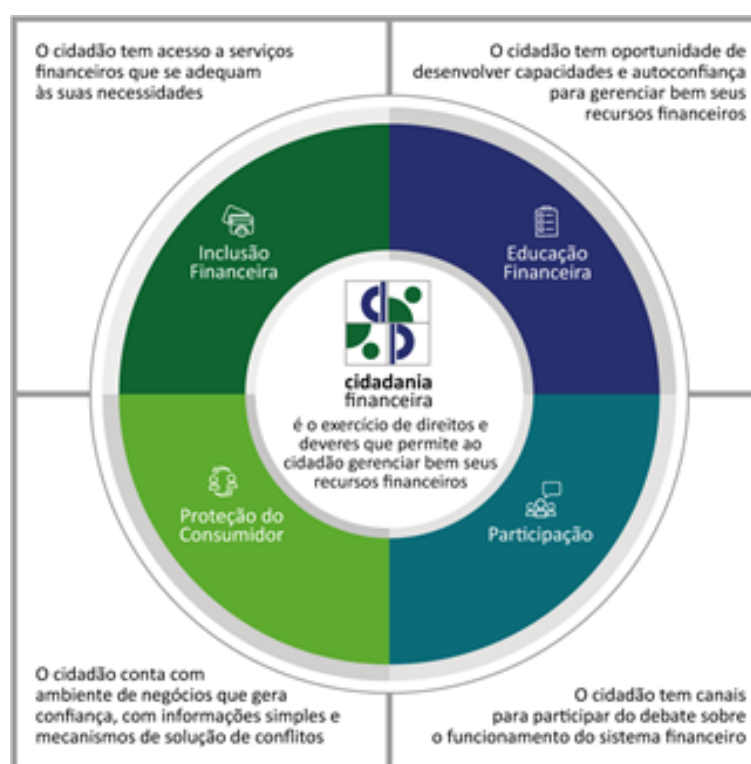 O cidadão tem acesso a serviços
financeiros que se adequam
às suas necessidades
O cidadão tem oportunidade de
desenvolver capacidades e autoconfiança
para gerenciar bem seus
recursos financeiros
Inclusão
Financeira
Educação
Financeira
cidadania
financeira
é o exercício de direitos e
deveres que permite ao
cidadão gerenciar bem seus
recursos financeiros
Proteção do
Consumidor
Participação
O cidadão conta com
ambiente de negócios que gera
confiança, com informações simples e
mecanismos de solução de conflitos
O cidadão tem canais
para participar do debate sobre
o funcionamento do sistema financeiro